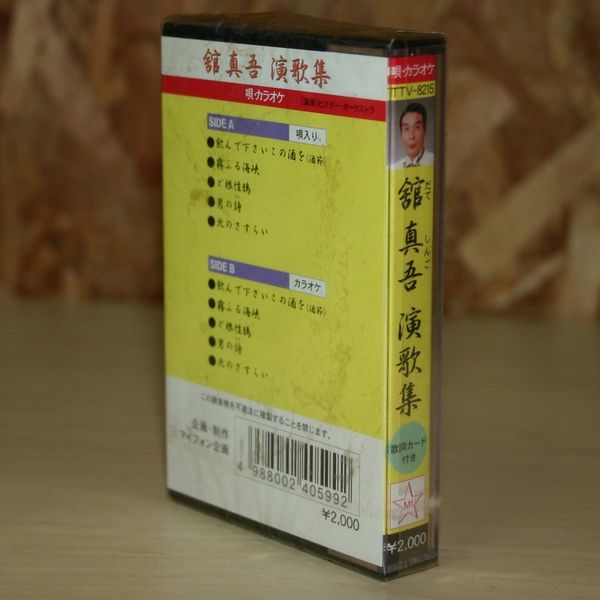 舘真吾 演歌集
唄・カラオケ
(演奏)ビクター・オーケストラ
SIDE A
唄入り
●飲んで下さいこの酒を
●霧ふる海峡
●ど根性鴉
●男の詩
●北のさすらい
SIDE B
カラオケ
●飲んで下さいこの酒を
●霧ふる海峡
●ど根性鴉
●男の詩
●北のさすらい
この録音物を不適法に複製することを禁じます。
企画・制作
マイフォン企画
4 988002 405992
¥2,000
唄・カラオケ
TTV-8215
舘真吾 演歌集
だて
しんご
歌詞カード
付き
¥2,000